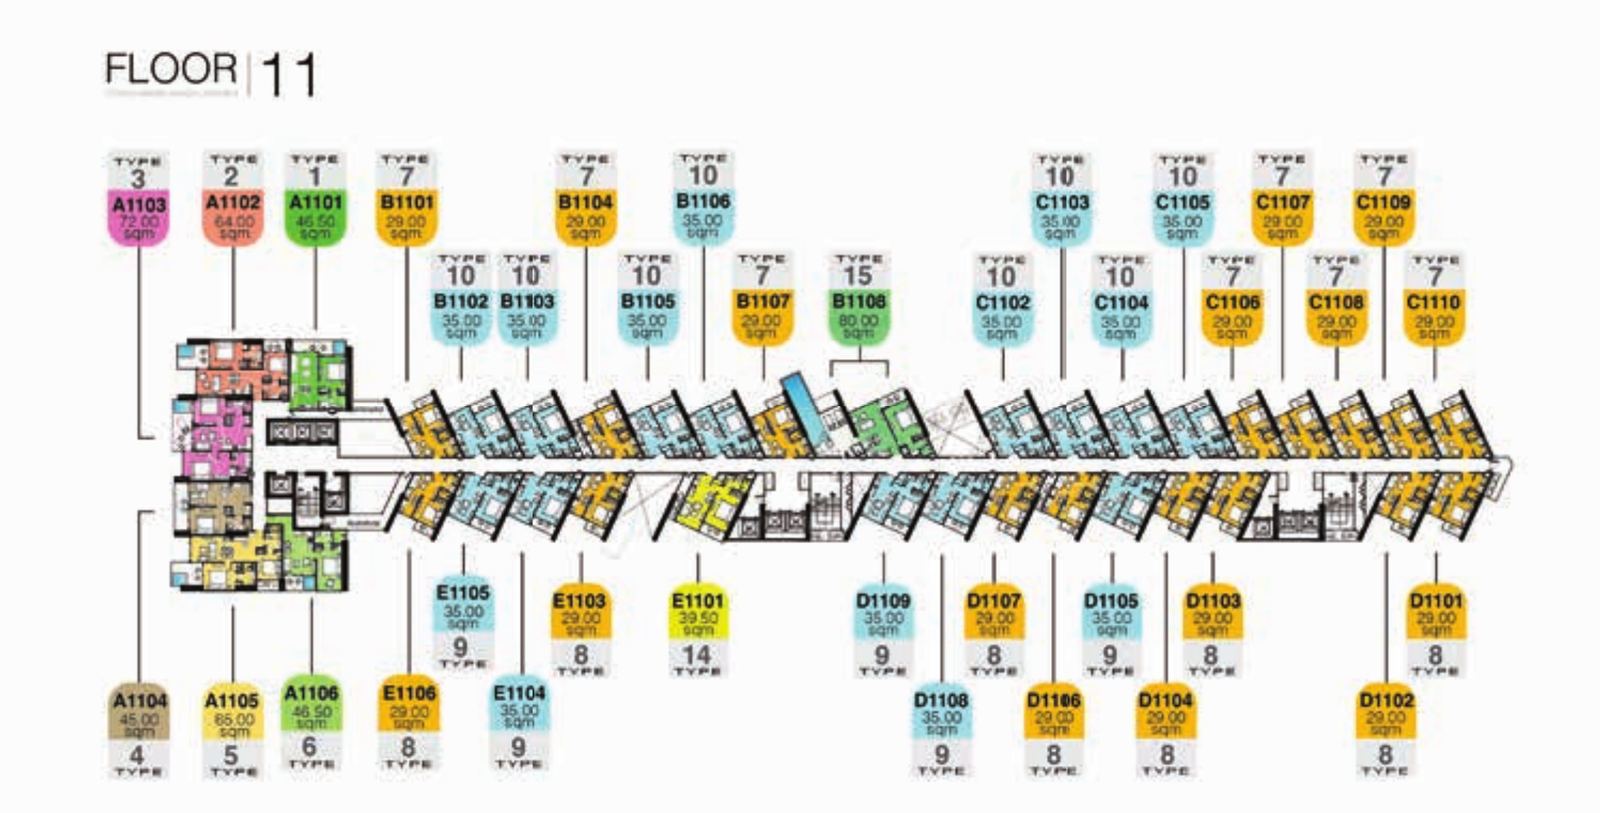 FLOOR 11
TYPE
3
A1103
72.00
sqm
TYPE
2
A1102
64.00
sqm
TYPE
1
A1101
46.50
sqm
TYPE
7
B1101
29.00
sqm
TYPE
7
B1104
29.00
sqm
TYPE
10
B1106
35.00
sqm
TYPE
10
C1103
35.00
sqm
TYPE
10
C1105
35.00
sqm
TYPE
7
C1107
29.00
sqm
TYPE
7
C1109
29.00
sqm
TYPE
10
B1102
35.00
sqm
TYPE
10
B1103
35.00
sqm
TYPE
10
B1105
35.00
sqm
TYPE
7
B1107
29.00
sqm
TYPE
15
B1108
80.00
sqm
TYPE
10
C1102
35.00
sqm
TYPE
10
C1104
35.00
sqm
TYPE
7
C1106
29.00
sqm
TYPE
7
C1108
29.00
sqm
TYPE
7
C1110
29.00
sqm
E1105
35.00
sqm
9
TYPE
E1103
29.00
sqm
8
TYPE
E1101
39.50
sqm
14
TYPE
D1109
35.00
sqm
9
TYPE
D1107
29.00
sqm
8
TYPE
D1105
35.00
sqm
9
TYPE
D1103
29.00
sqm
8
TYPE
D1101
29.00
sqm
8
TYPE
A1104
45.00
sqm
4
TYPE
A1105
65.00
sqm
5
TYPE
A1106
46.50
sqm
6
TYPE
E1106
29.00
sqm
8
TYPE
E1104
35.00
sqm
9
TYPE
D1108
35.00
sqm
9
TYPE
D1106
29.00
sqm
8
TYPE
D1104
29.00
sqm
8
TYPE
D1102
29.00
sqm
8
TYPE